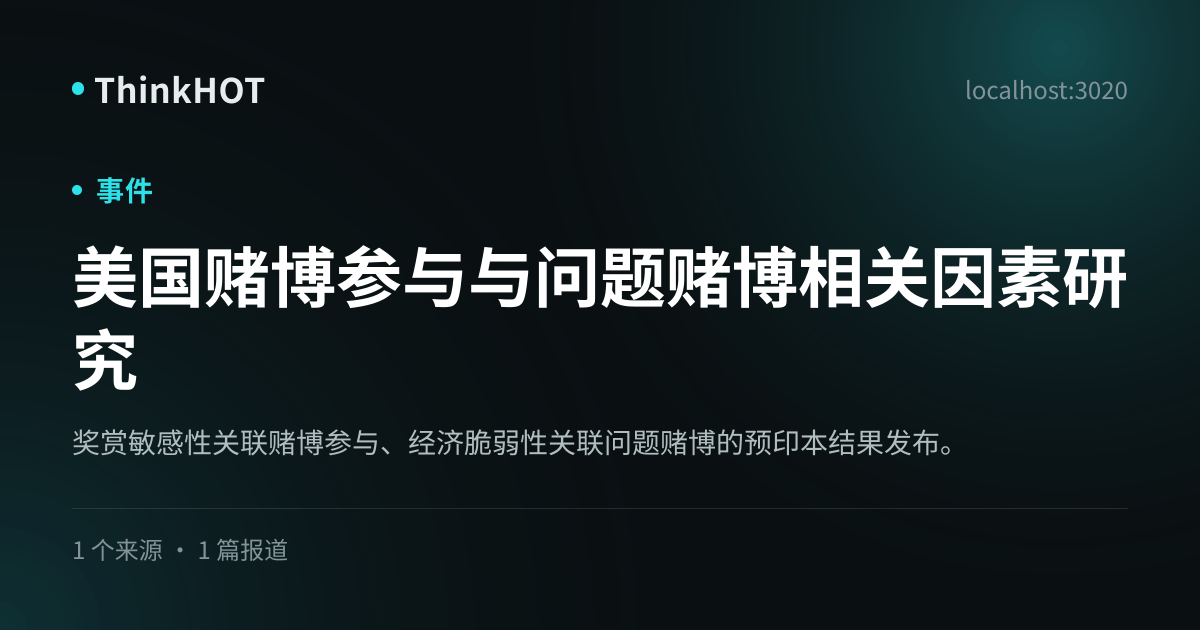 ThinkHOT
localhost:3020
事件
美国赌博参与与问题赌博相关因素研
究
奖赏敏感性关联赌博参与、经济脆弱性关联问题赌博的预印本结果发布。
1 个来源 · 1 篇报道